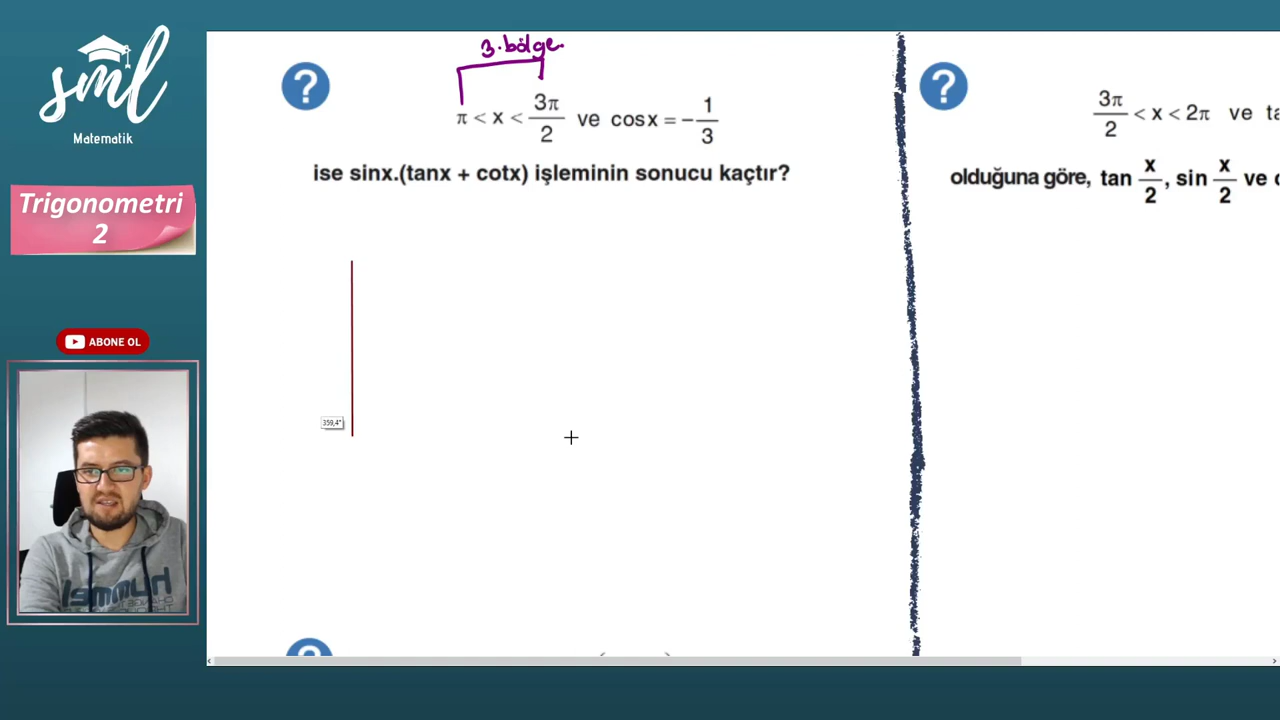 sml
Matematik
Trigonometri
2
ABONE OL
3. bölge.
?
π < x < 3π/2 ve cosx = −1/3
ise sinx.(tanx + cotx) işleminin sonucu kaçtır?
359,4°
?
3π/2 < x < 2π ve ta
olduğuna göre, tan x/2, sin x/2 ve c
?